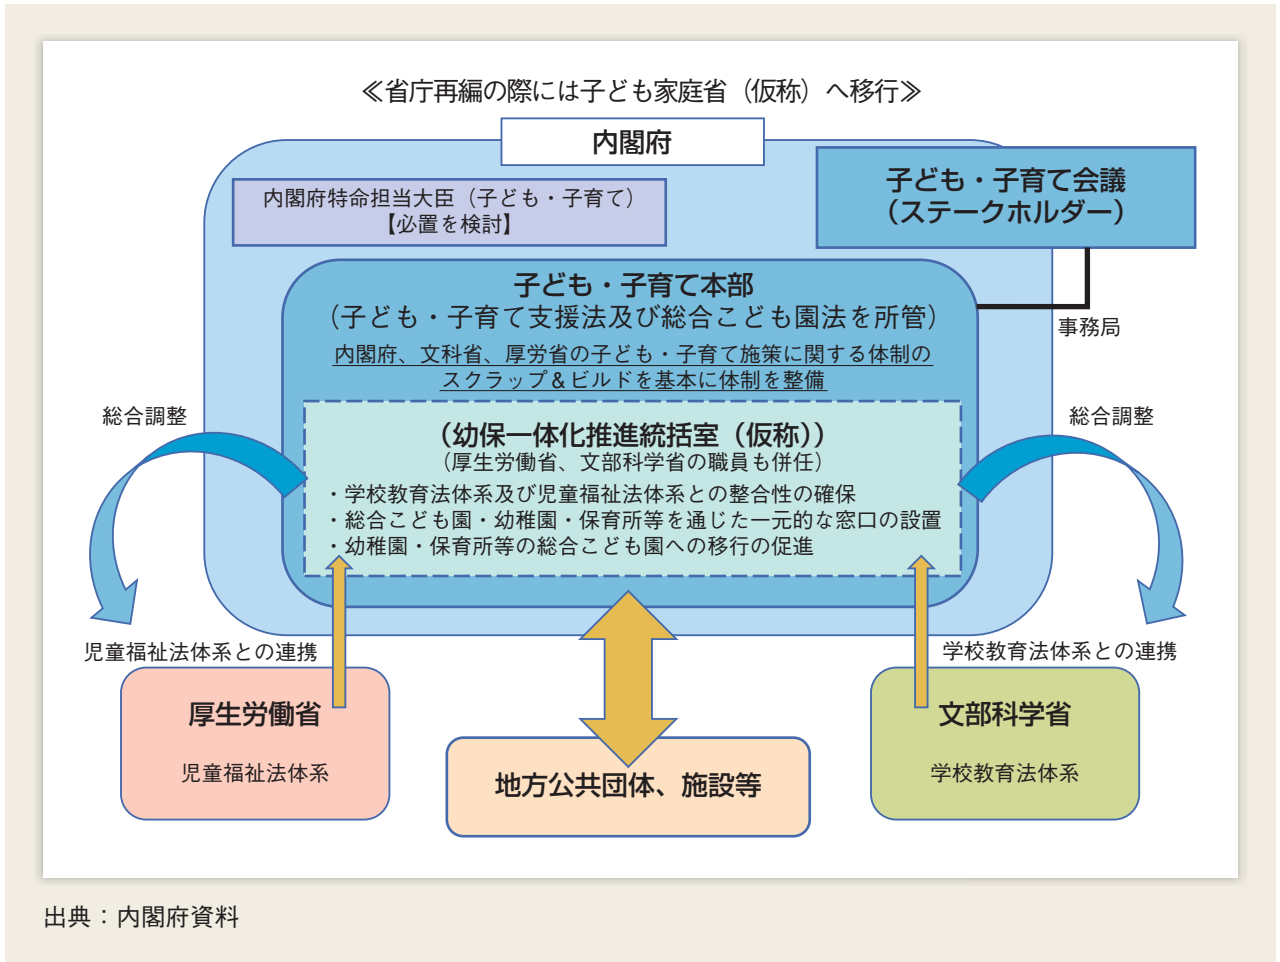 ≪省庁再編の際には子ども家庭省（仮称）へ移行≫
内閣府
内閣府特命担当大臣（子ども・子育て）
【必置を検討】
子ども・子育て会議
（ステークホルダー）
事務局
子ども・子育て本部
（子ども・子育て支援法及び総合こども園法を所管）
内閣府、文科省、厚労省の子ども・子育て施策に関する体制の
スクラップ＆ビルドを基本に体制を整備
総合調整
総合調整
（幼保一体化推進統括室（仮称））
（厚生労働省、文部科学省の職員も併任）
・学校教育法体系及び児童福祉法体系との整合性の確保
・総合こども園・幼稚園・保育所等を通じた一元的な窓口の設置
・幼稚園・保育所等の総合こども園への移行の促進
児童福祉法体系との連携
学校教育法体系との連携
厚生労働省
児童福祉法体系
地方公共団体、施設等
文部科学省
学校教育法体系
出典：内閣府資料